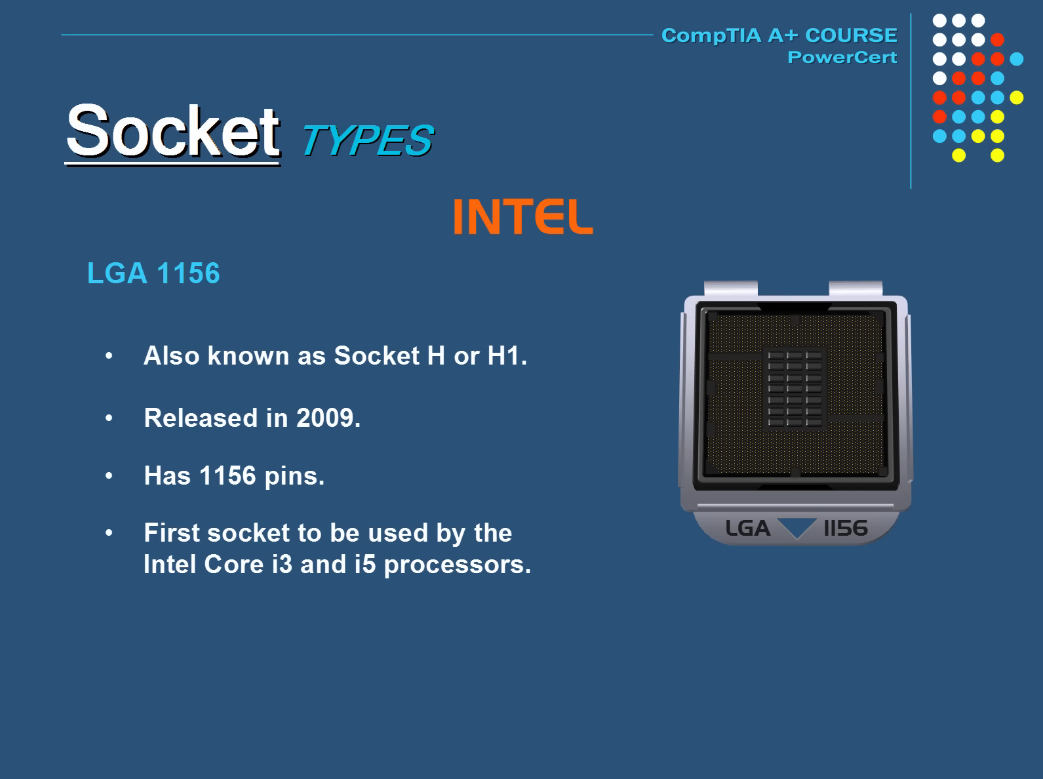 CompTIA A+ COURSE
PowerCert
Socket TYPES
INTEL
LGA 1156
• Also known as Socket H or H1.
• Released in 2009.
• Has 1156 pins.
• First socket to be used by the
Intel Core i3 and i5 processors.
LGA 1156